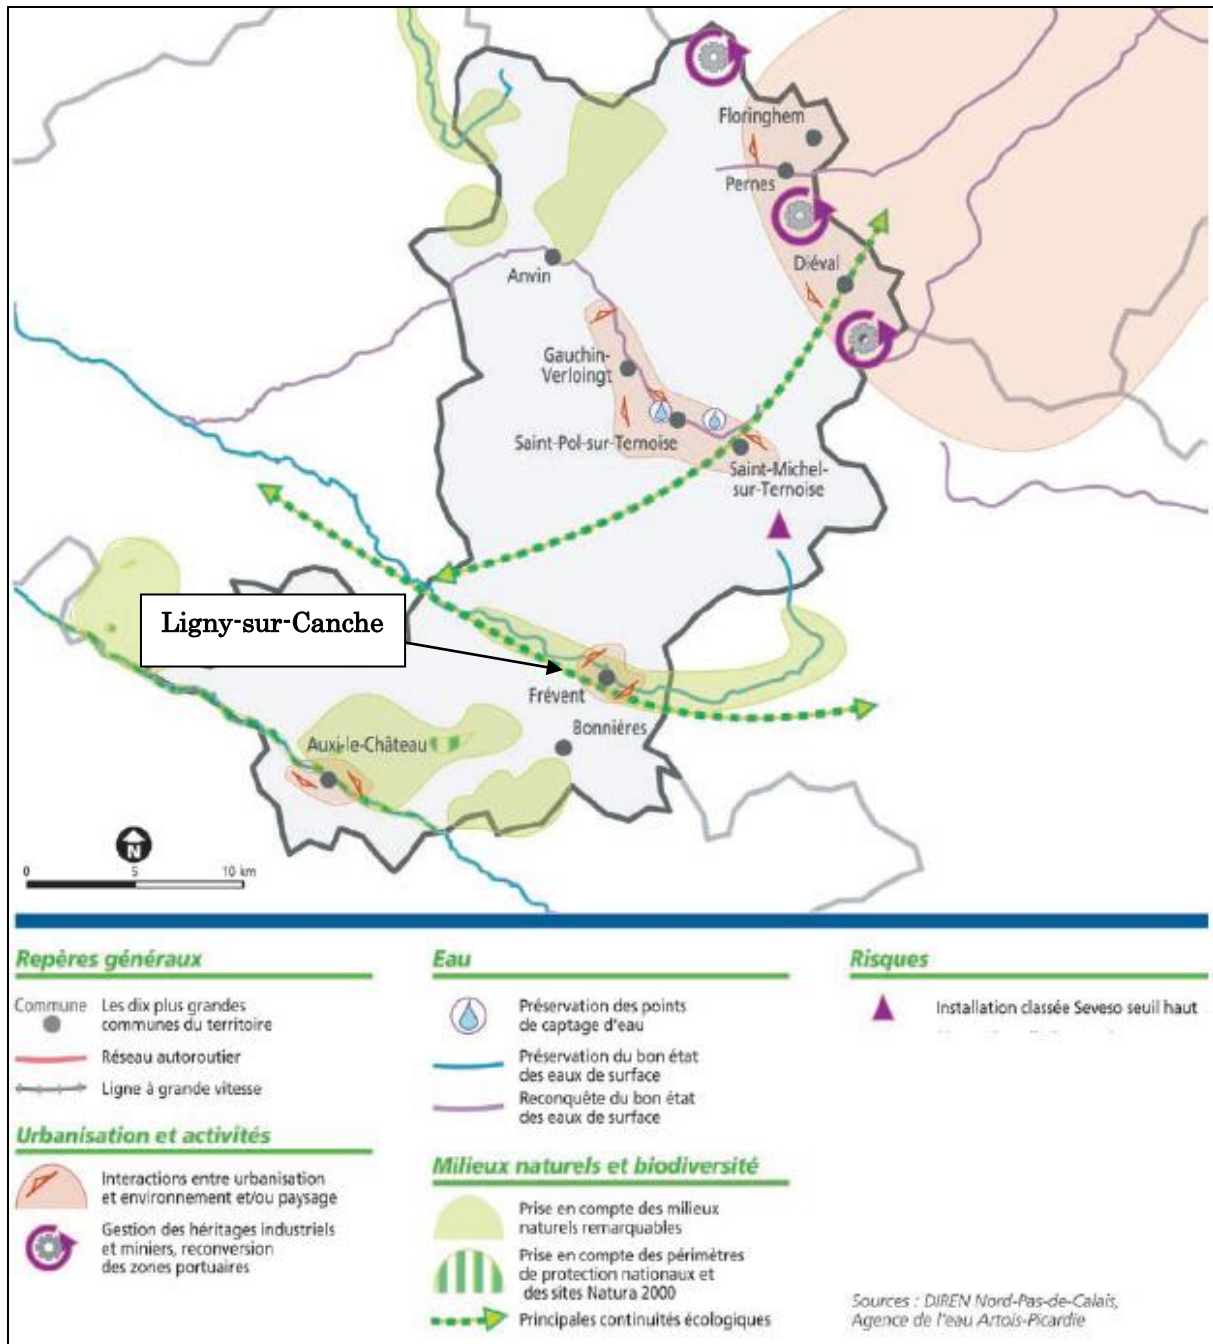 Floringhem
Pernes
Diéval
Anvin
Gauchin-
Verloingt
Saint-Pol-sur-Ternoise
Saint-Michel-
sur-Ternoise
Ligny-sur-Canche
Frévent
Bonnières
Auxi-le-Château
N
0 5 10 km
Repères généraux
Commune Les dix plus grandes
communes du territoire
Réseau autoroutier
Ligne à grande vitesse
Urbanisation et activités
Interactions entre urbanisation
et environnement et/ou paysage
Gestion des héritages industriels
et miniers, reconversion
des zones portuaires
Eau
Préservation des points
de captage d'eau
Préservation du bon état
des eaux de surface
Reconquête du bon état
des eaux de surface
Milieux naturels et biodiversité
Prise en compte des milieux
naturels remarquables
Prise en compte des périmètres
de protection nationaux et
des sites Natura 2000
Principales continuités écologiques
Risques
Installation classée Seveso seuil haut
Sources : DIREN Nord-Pas-de-Calais,
Agence de l'eau Artois-Picardie